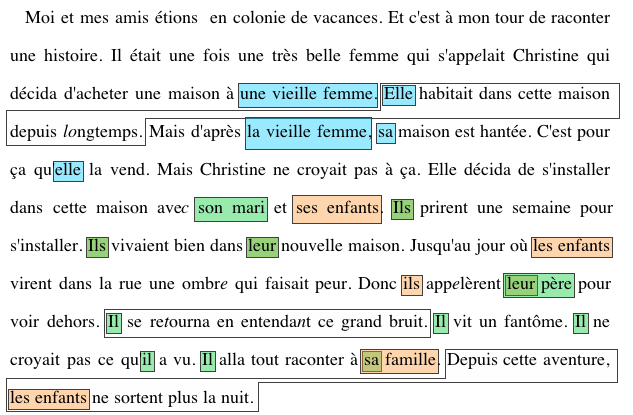 Moi et mes amis étions en colonie de vacances. Et c'est à mon tour de raconter
une histoire. Il était une fois une très belle femme qui s'appelait Christine qui
décida d'acheter une maison à une vieille femme. Elle habitait dans cette maison
depuis longtemps. Mais d'après la vieille femme, sa maison est hantée. C'est pour
ça qu'elle la vend. Mais Christine ne croyait pas à ça. Elle décida de s'installer
dans cette maison avec son mari et ses enfants. Ils prirent une semaine pour
s'installer. Ils vivaient bien dans leur nouvelle maison. Jusqu'au jour où les enfants
virent dans la rue une ombre qui faisait peur. Donc ils appelèrent leur père pour
voir dehors. Il se retourna en entendant ce grand bruit. Il vit un fantôme. Il ne
croyait pas ce qu'il a vu. Il alla tout raconter à sa famille. Depuis cette aventure,
les enfants ne sortent plus la nuit.